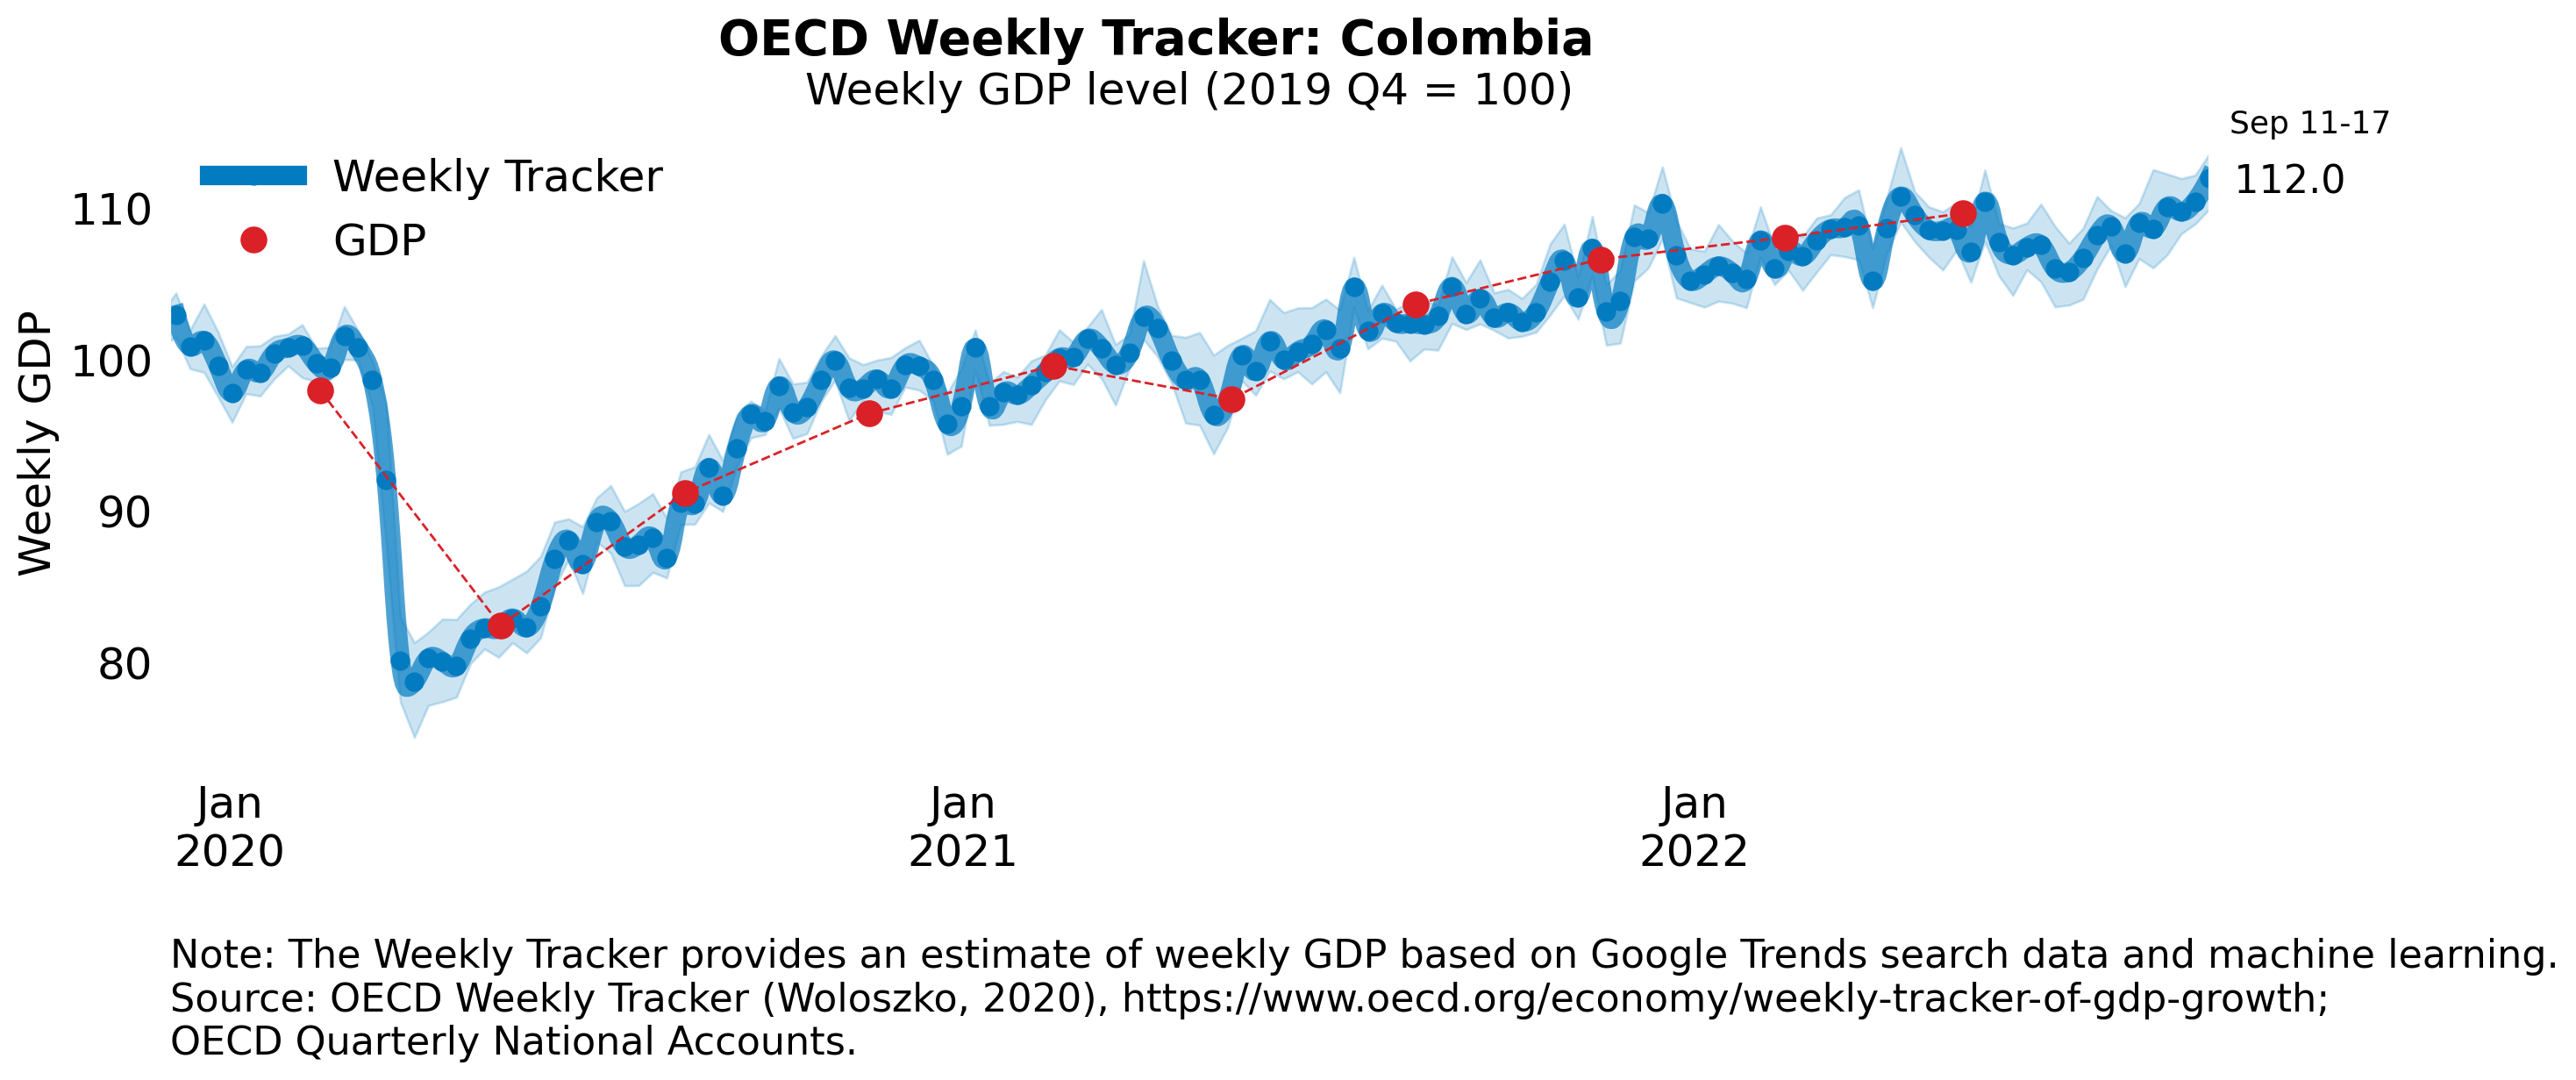 OECD Weekly Tracker: Colombia
Weekly GDP level (2019 Q4 = 100)
Sep 11-17
112.0
Weekly Tracker
GDP
Weekly GDP
110
100
90
80
Jan
2020
Jan
2021
Jan
2022
Note: The Weekly Tracker provides an estimate of weekly GDP based on Google Trends search data and machine learning.
Source: OECD Weekly Tracker (Woloszko, 2020), https://www.oecd.org/economy/weekly-tracker-of-gdp-growth;
OECD Quarterly National Accounts.